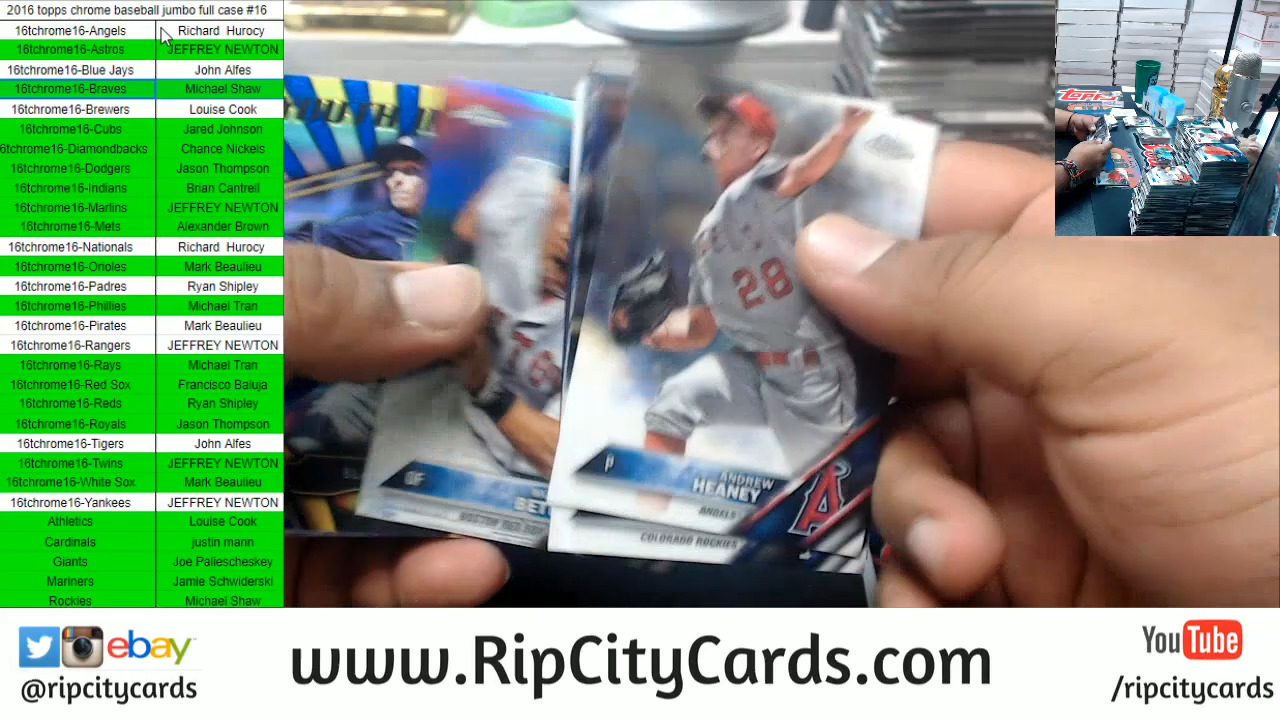 2016 topps chrome baseball jumbo full case #16
16tchrome16-Angels Richard Hurocy
16tchrome16-Astros JEFFREY NEWTON
16tchrome16-Blue Jays John Alfes
16tchrome16-Braves Michael Shaw
16tchrome16-Brewers Louise Cook
16tchrome16-Cubs Jared Johnson
6tchrome16-Diamondbacks Chance Nickels
16tchrome16-Dodgers Jason Thompson
16tchrome16-Indians Brian Cantrell
16tchrome16-Marlins JEFFREY NEWTON
16tchrome16-Mets Alexander Brown
16tchrome16-Nationals Richard Hurocy
16tchrome16-Orioles Mark Beaulieu
16tchrome16-Padres Ryan Shipley
16tchrome16-Phillies Michael Tran
16tchrome16-Pirates Mark Beaulieu
16tchrome16-Rangers JEFFREY NEWTON
16tchrome16-Rays Michael Tran
16tchrome16-Red Sox Francisco Baluja
16tchrome16-Reds Ryan Shipley
16tchrome16-Royals Jason Thompson
16tchrome16-Tigers John Alfes
16tchrome16-Twins JEFFREY NEWTON
16tchrome16-White Sox Mark Beaulieu
16tchrome16-Yankees JEFFREY NEWTON
Athletics Louise Cook
Cardinals justin mann
Giants Joe Paliescheskey
Mariners Jamie Schwiderski
Rockies Michael Shaw
28
P
ANDREW
HEANEY
ANGELS
A
COLORADO ROCKIES
OF
BET
BOSTON RED SO
Topps
ebay
@ripcitycards
www.RipCityCards.com
YouTube
/ripcitycards